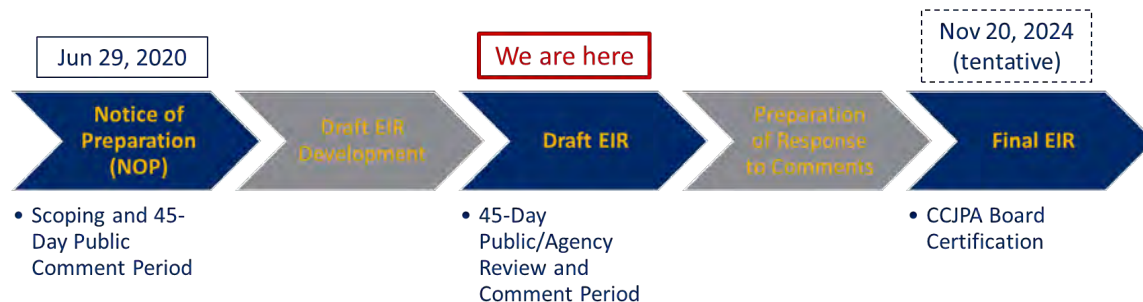 Jun 29, 2020
We are here
Nov 20, 2024
(tentative)
Notice of
Preparation
(NOP)
Draft EIR
Development
Draft EIR
Preparation
of Response
to Comments
Final EIR
• Scoping and 45-
Day Public
Comment Period
• 45-Day
Public/Agency
Review and
Comment Period
• CCJPA Board
Certification